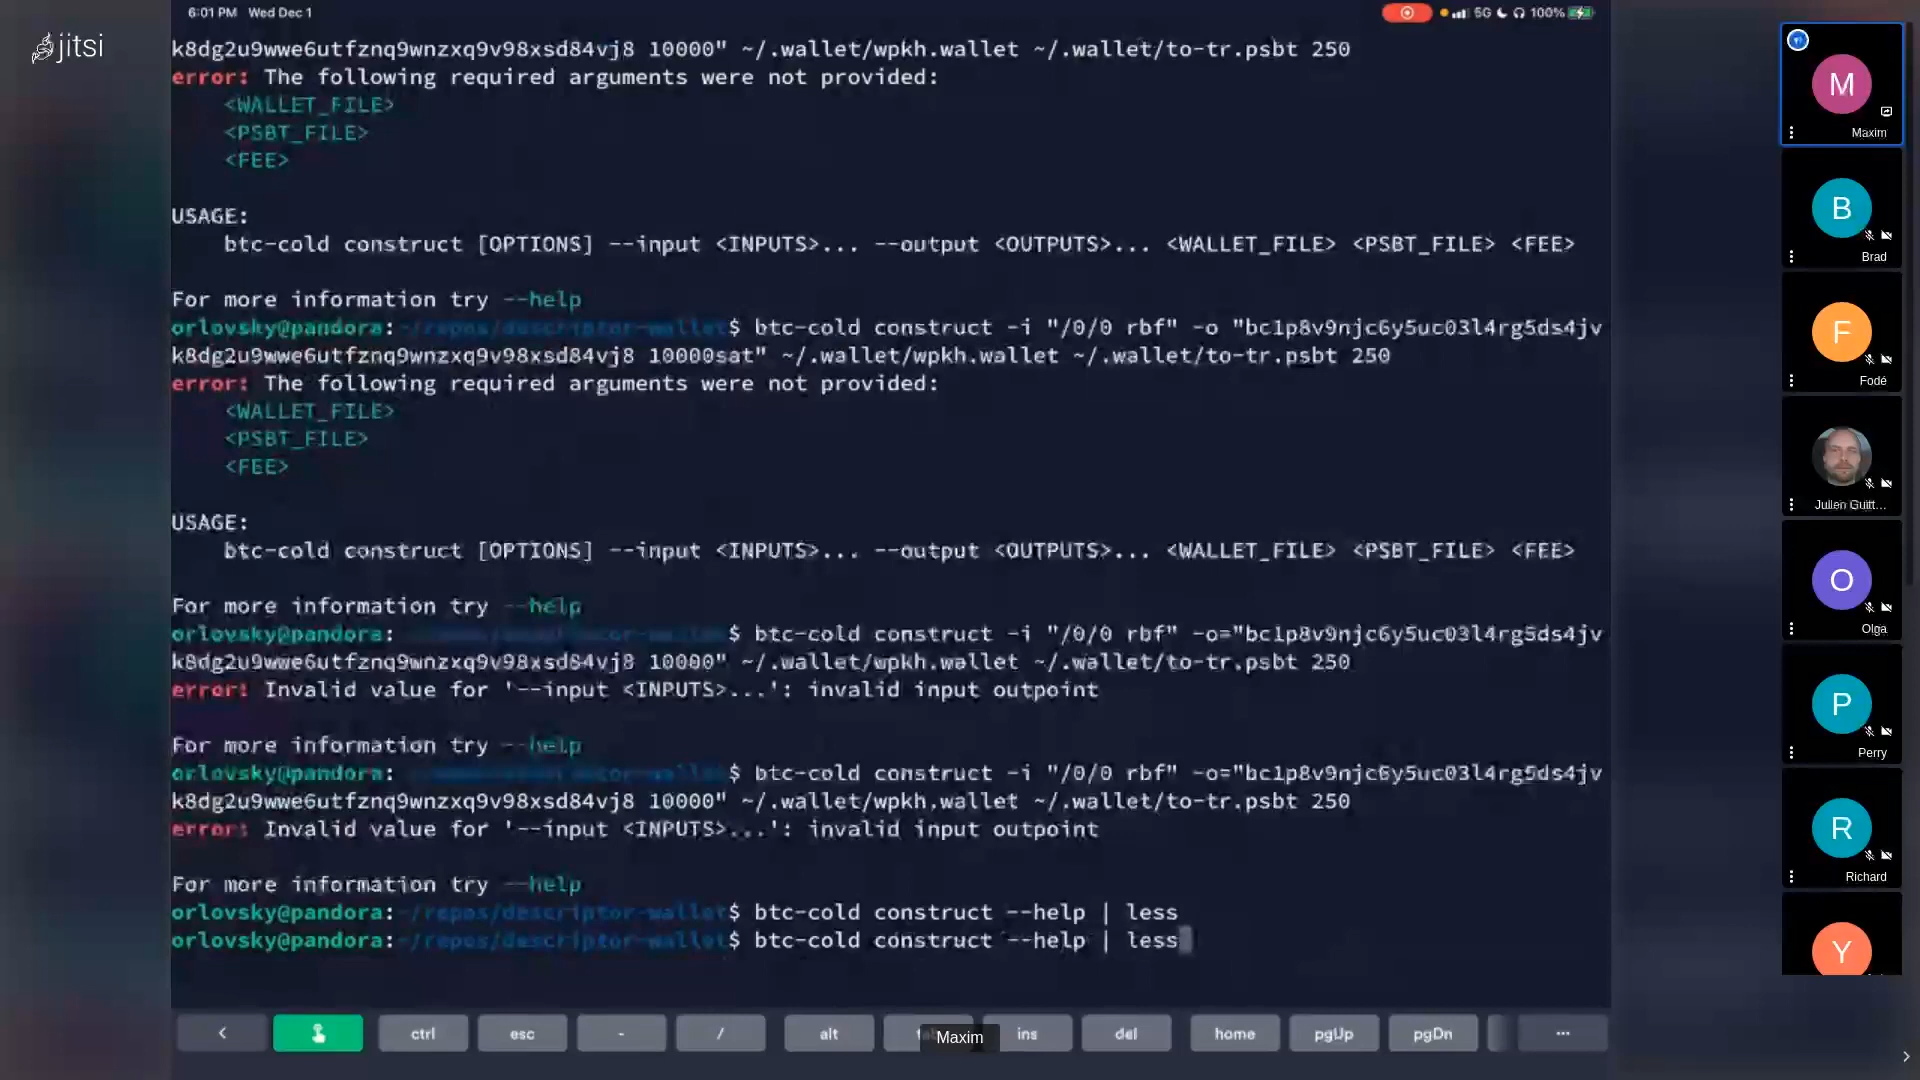 6:01 PM Wed Dec 1
5G 100%
jitsi
k8dg2u9wwe6utfznq9wnzxq9v98xsd84vj8 10000" ~/.wallet/wpkh.wallet ~/.wallet/to-tr.psbt 250
error: The following required arguments were not provided:
<WALLET_FILE>
<PSBT_FILE>
<FEE>
USAGE:
btc-cold construct [OPTIONS] --input <INPUTS>... --output <OUTPUTS>... <WALLET_FILE> <PSBT_FILE> <FEE>
For more information try --help
orlovsky@pandora:~/repos/descriptor-wallet$ btc-cold construct -i "/0/0 rbf" -o "bc1p8v9njc6y5uc03l4rg5ds4jv
k8dg2u9wwe6utfznq9wnzxq9v98xsd84vj8 10000sat" ~/.wallet/wpkh.wallet ~/.wallet/to-tr.psbt 250
error: The following required arguments were not provided:
<WALLET_FILE>
<PSBT_FILE>
<FEE>
USAGE:
btc-cold construct [OPTIONS] --input <INPUTS>... --output <OUTPUTS>... <WALLET_FILE> <PSBT_FILE> <FEE>
For more information try --help
orlovsky@pandora: $ btc-cold construct -i "/0/0 rbf" -o="bc1p8v9njc6y5uc03l4rg5ds4jv
k8dg2u9wwe6utfznq9wnzxq9v98xsd84vj8 10000" ~/.wallet/wpkh.wallet ~/.wallet/to-tr.psbt 250
error: Invalid value for '--input <INPUTS>...': invalid input outpoint
For more information try --help
orlovsky@pandora: $ btc-cold construct -i "/0/0 rbf" -o="bc1p8v9njc6y5uc03l4rg5ds4jv
k8dg2u9wwe6utfznq9wnzxq9v98xsd84vj8 10000" ~/.wallet/wpkh.wallet ~/.wallet/to-tr.psbt 250
error: Invalid value for '--input <INPUTS>...': invalid input outpoint
For more information try --help
orlovsky@pandora:~/repos/descriptor-wallet$ btc-cold construct --help | less
orlovsky@pandora:~/repos/descriptor-wallet$ btc-cold construct --help | less
< ctrl esc - / alt ins del home pgUp pgDn ...
Maxim
M
Maxim
B
Brad
F
Fodé
Julien Guitt...
O
Olga
P
Perry
R
Richard
Y